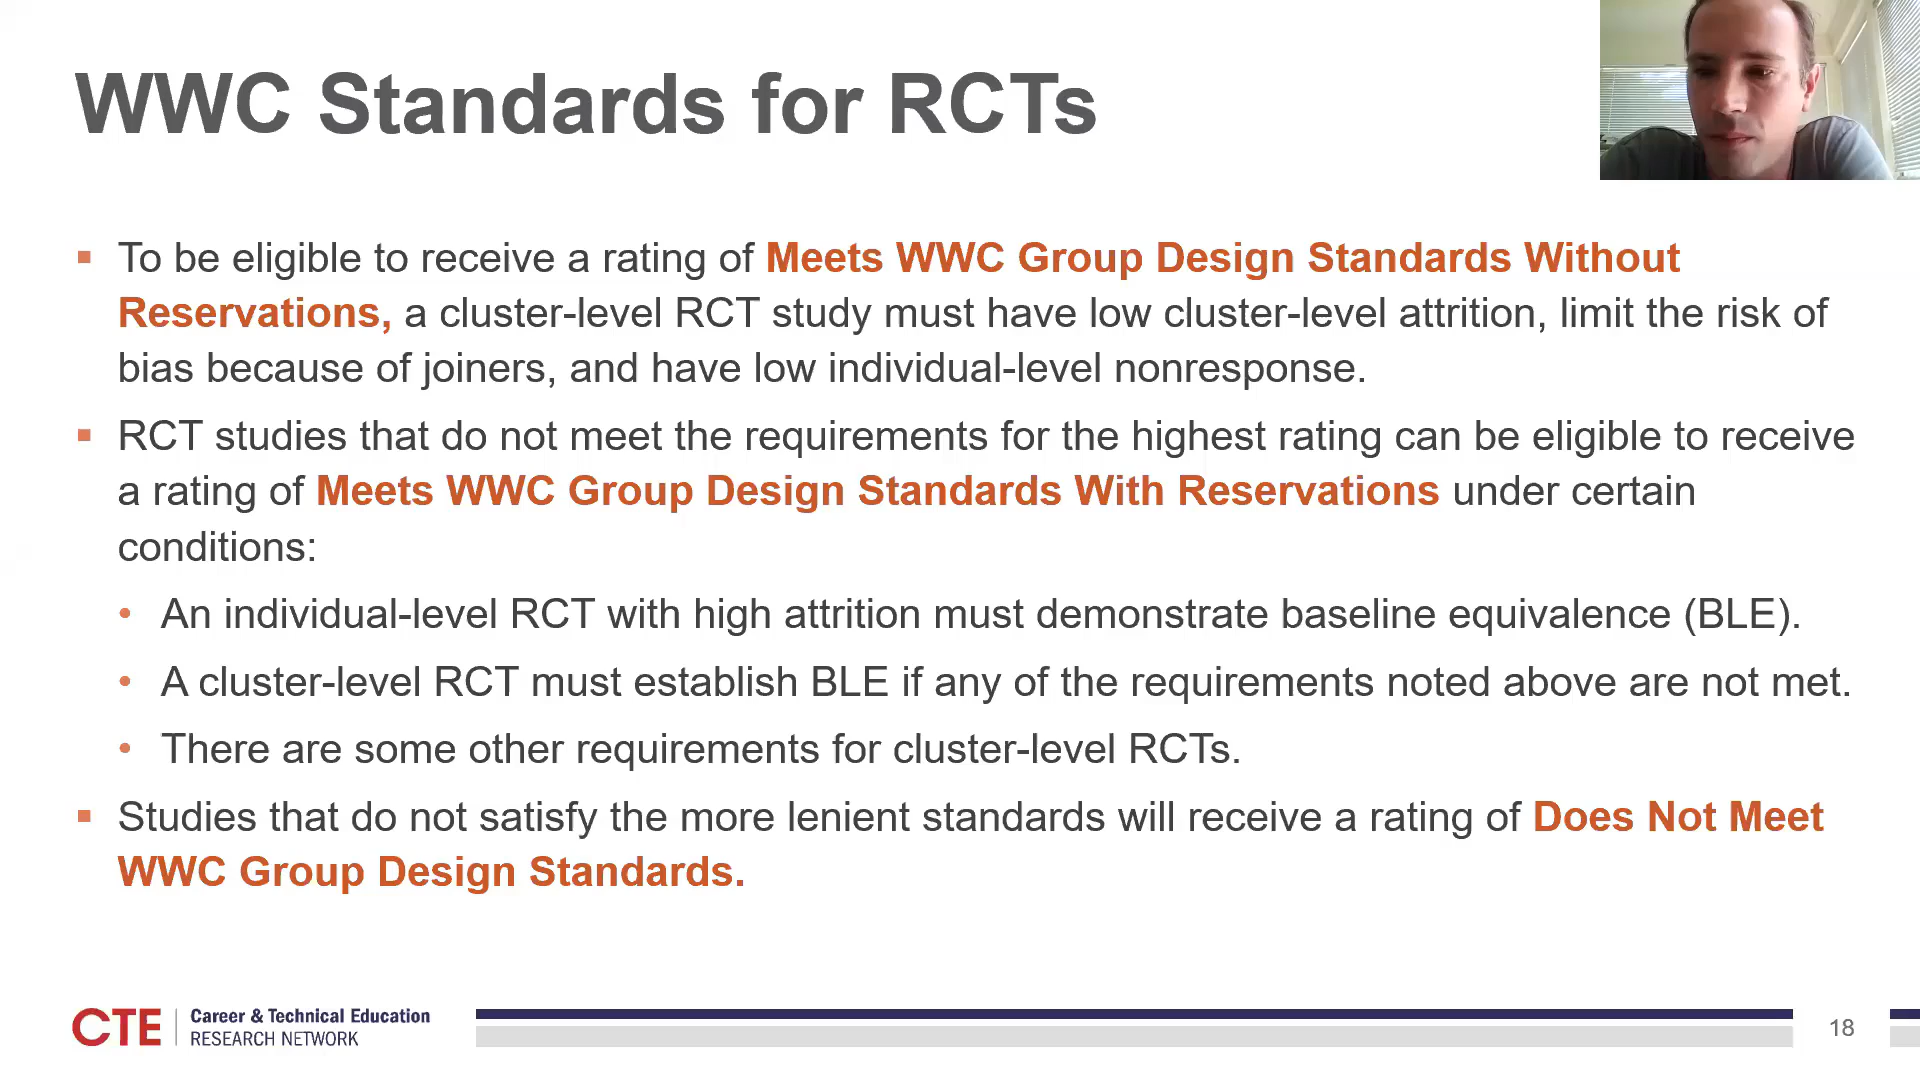 WWC Standards for RCTs
To be eligible to receive a rating of Meets WWC Group Design Standards Without
Reservations, a cluster-level RCT study must have low cluster-level attrition, limit the risk of
bias because of joiners, and have low individual-level nonresponse.
RCT studies that do not meet the requirements for the highest rating can be eligible to receive
a rating of Meets WWC Group Design Standards With Reservations under certain
conditions:
An individual-level RCT with high attrition must demonstrate baseline equivalence (BLE).
A cluster-level RCT must establish BLE if any of the requirements noted above are not met.
There are some other requirements for cluster-level RCTs.
Studies that do not satisfy the more lenient standards will receive a rating of Does Not Meet
WWC Group Design Standards.
CTE
Career & Technical Education
RESEARCH NETWORK
18